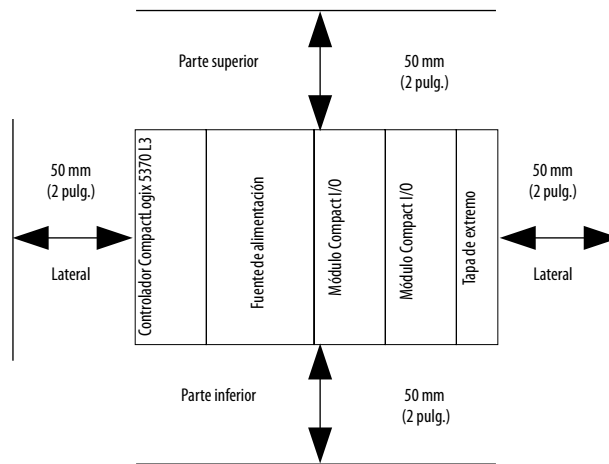 Parte superior
50 mm
(2 pulg.)
50 mm
(2 pulg.)
Lateral
Controlador CompactLogix 5370 L3
Fuente de alimentación
Módulo Compact I/O
Módulo Compact I/O
Tapa de extremo
50 mm
(2 pulg.)
Lateral
Parte inferior
50 mm
(2 pulg.)